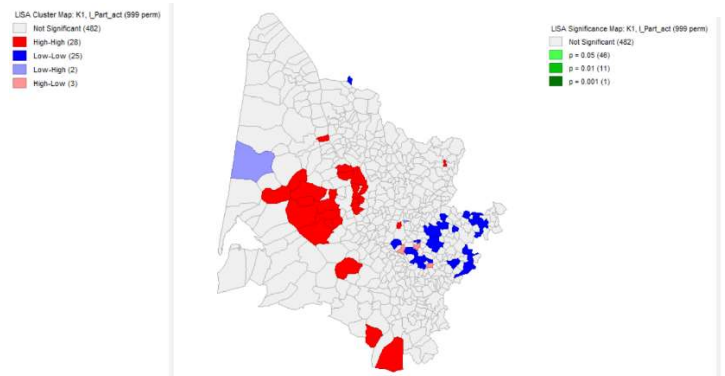 LISA Cluster Map: K1, I_Part_act (999 perm)
Not Significant (482)
High-High (28)
Low-Low (25)
Low-High (2)
High-Low (3)
LISA Significance Map: K1, I_Part_act (999 perm)
Not Significant (482)
p = 0.05 (46)
p = 0.01 (11)
p = 0.001 (1)